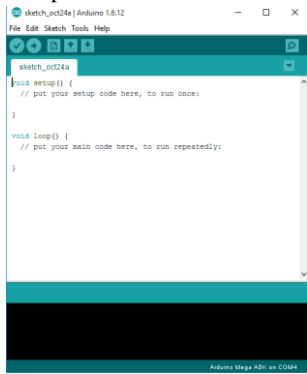 sketch_oct24a | Arduino 1.6.12
File Edit Sketch Tools Help
sketch_oct24a
void setup() {
// put your setup code here, to run once:
}
void loop() {
// put your main code here, to run repeatedly:
}
Arduino Mega ADK on COM4